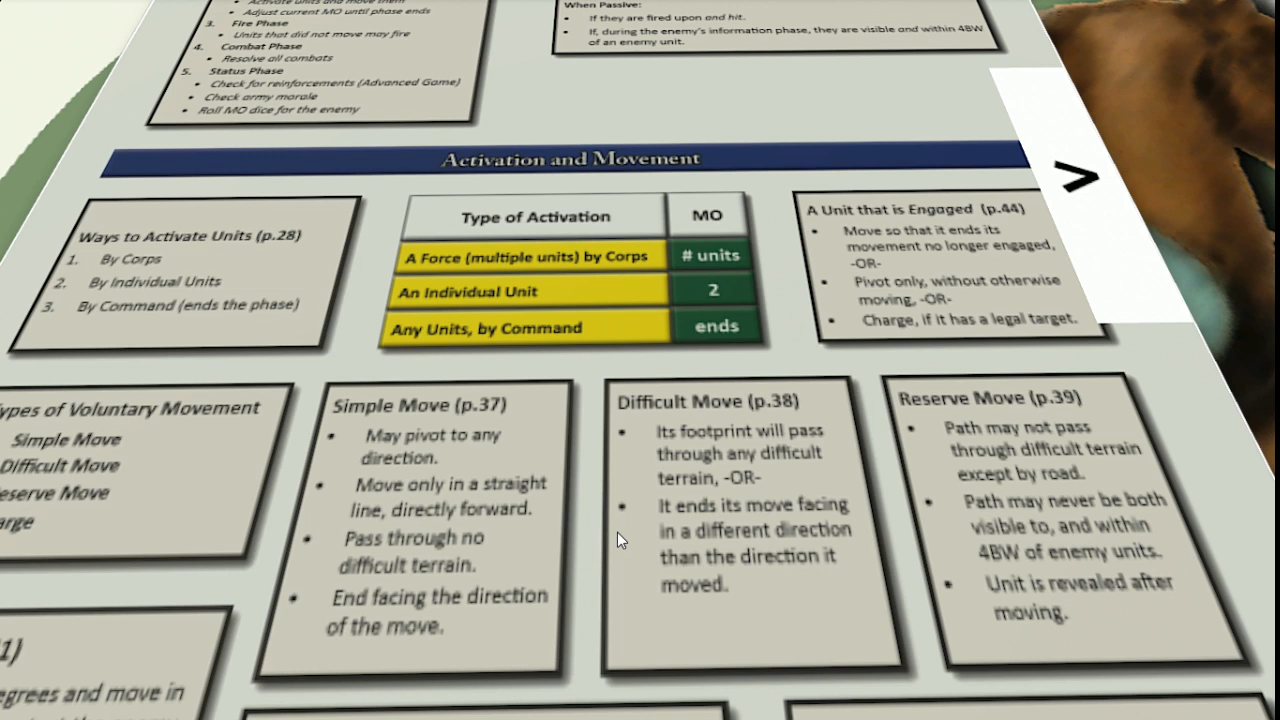 Activate units and move them
• Adjust current MO until phase ends
3. Fire Phase
• Units that did not move may fire
4. Combat Phase
• Resolve all combats
5. Status Phase
• Check for reinforcements (Advanced Game)
• Check army morale
• Roll MO dice for the enemy
When Passive:
• If they are fired upon and hit.
• If, during the enemy's information phase, they are visible and within 4BW
of an enemy unit.
Activation and Movement
>
Ways to Activate Units (p.28)
1. By Corps
2. By Individual Units
3. By Command (ends the phase)
Type of Activation MO
A Force (multiple units) by Corps # units
An Individual Unit 2
Any Units, by Command ends
A Unit that is Engaged (p.44)
• Move so that it ends its
movement no longer engaged,
-OR-
• Pivot only, without otherwise
moving, -OR-
• Charge, if it has a legal target.
ypes of Voluntary Movement
Simple Move
Difficult Move
eserve Move
arge
Simple Move (p.37)
• May pivot to any
direction.
• Move only in a straight
line, directly forward.
• Pass through no
difficult terrain.
• End facing the direction
of the move.
Difficult Move (p.38)
• Its footprint will pass
through any difficult
terrain, -OR-
• It ends its move facing
in a different direction
than the direction it
moved.
Reserve Move (p.39)
• Path may not pass
through difficult terrain
except by road.
• Path may never be both
visible to, and within
4BW of enemy units.
• Unit is revealed after
moving.
1)
egrees and move in